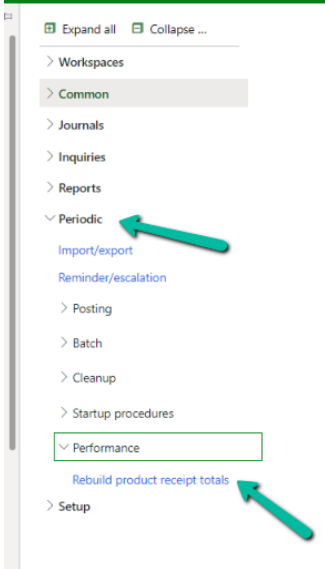 Expand all Collapse ...
Workspaces
Common
Journals
Inquiries
Reports
Periodic
Import/export
Reminder/escalation
Posting
Batch
Cleanup
Startup procedures
Performance
Rebuild product receipt totals
Setup